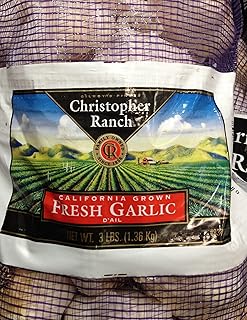 Christopher
Ranch
CALIFORNIA GROWN
FRESH GARLIC
D'AIL
NET WT. 3 LBS. (1.36 Kg)